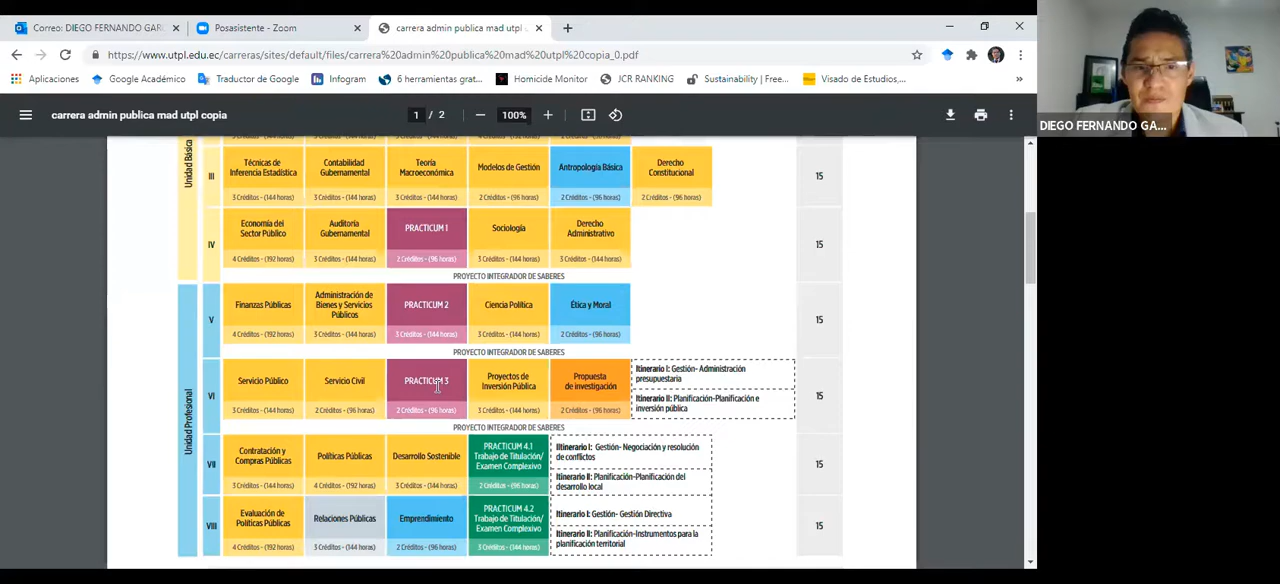 Correo: DIEGO FERNANDO GAR
Posasistente - Zoom
carrera admin publica mad utpl co
https://www.utpl.edu.ec/carreras/sites/default/files/carrera%20admin%20publica%20mad%20utpl%20copia_0.pdf
Aplicaciones
Google Académico
Traductor de Google
Infogram
6 herramientas grat...
Homicide Monitor
JCR RANKING
Sustainability | Free...
Visado de Estudios,...
»
carrera admin publica mad utpl copia
1 / 2
100%
DIEGO FERNANDO GA...
Unidad Básica
III
Técnicas de
Inferencia Estadística
3 Créditos - (144 horas)
Contabilidad
Gubernamental
3 Créditos - (144 horas)
Teoría
Macroeconómica
3 Créditos - (144 horas)
Modelos de Gestión
2 Créditos - (96 horas)
Antropología Básica
2 Créditos - (96 horas)
Derecho
Constitucional
2 Créditos - (96 horas)
15
IV
Economía del
Sector Público
4 Créditos - (192 horas)
Auditoría
Gubernamental
3 Créditos - (144 horas)
PRACTICUM 1
2 Créditos - (96 horas)
Sociología
3 Créditos - (144 horas)
Derecho
Administrativo
3 Créditos - (144 horas)
15
PROYECTO INTEGRADOR DE SABERES
Unidad Profesional
V
Finanzas Públicas
4 Créditos - (192 horas)
Administración de
Bienes y Servicios
Públicos
3 Créditos - (144 horas)
PRACTICUM 2
3 Créditos - (144 horas)
Ciencia Política
3 Créditos - (144 horas)
Ética y Moral
2 Créditos - (96 horas)
15
PROYECTO INTEGRADOR DE SABERES
VI
Servicio Público
3 Créditos - (144 horas)
Servicio Civil
2 Créditos - (96 horas)
PRACTICUM 3
2 Créditos - (96 horas)
Proyectos de
Inversión Pública
3 Créditos - (144 horas)
Propuesta
de investigación
2 Créditos - (96 horas)
Itinerario I: Gestión- Administración
presupuestaria
Itinerario II: Planificación-Planificación e
inversión pública
15
PROYECTO INTEGRADOR DE SABERES
VII
Contratación y
Compras Públicas
3 Créditos - (144 horas)
Políticas Públicas
4 Créditos - (192 horas)
Desarrollo Sostenible
3 Créditos - (144 horas)
PRACTICUM 4.1
Trabajo de Titulación/
Examen Complexivo
2 Créditos - (96 horas)
IItinerario I: Gestión- Negociación y resolución
de conflictos
Itinerario II: Planificación-Planificación del
desarrollo local
15
VIII
Evaluación de
Políticas Públicas
4 Créditos - (192 horas)
Relaciones Públicas
3 Créditos - (144 horas)
Emprendimiento
2 Créditos - (96 horas)
PRACTICUM 4.2
Trabajo de Titulación/
Examen Complexivo
3 Créditos - (144 horas)
Itinerario I: Gestión- Gestión Directiva
Itinerario II: Planificación-Instrumentos para la
planificación territorial
15